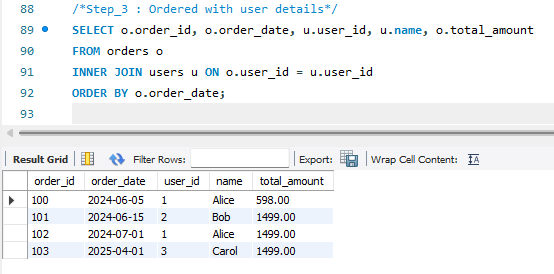 88 /*Step_3 : Ordered with user details*/
89 SELECT o.order_id, o.order_date, u.user_id, u.name, o.total_amount
90 FROM orders o
91 INNER JOIN users u ON o.user_id = u.user_id
92 ORDER BY o.order_date;
93
Result Grid Filter Rows: Export: Wrap Cell Content:
order_id order_date user_id name total_amount
100 2024-06-05 1 Alice 598.00
101 2024-06-15 2 Bob 1499.00
102 2024-07-01 1 Alice 1499.00
103 2025-04-01 3 Carol 1499.00